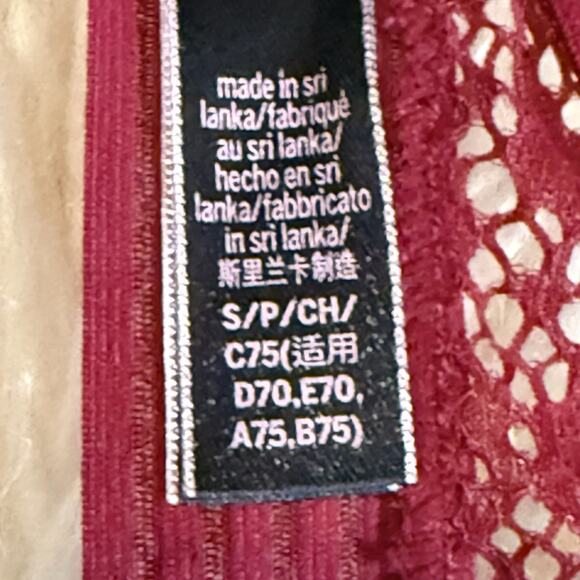 made in sri
lanka/fabriqué
au sri lanka/
hecho en sri
lanka/fabbricato
in sri lanka/
斯里兰卡制造
S/P/CH/
C75(适用
D70,E70,
A75,B75)